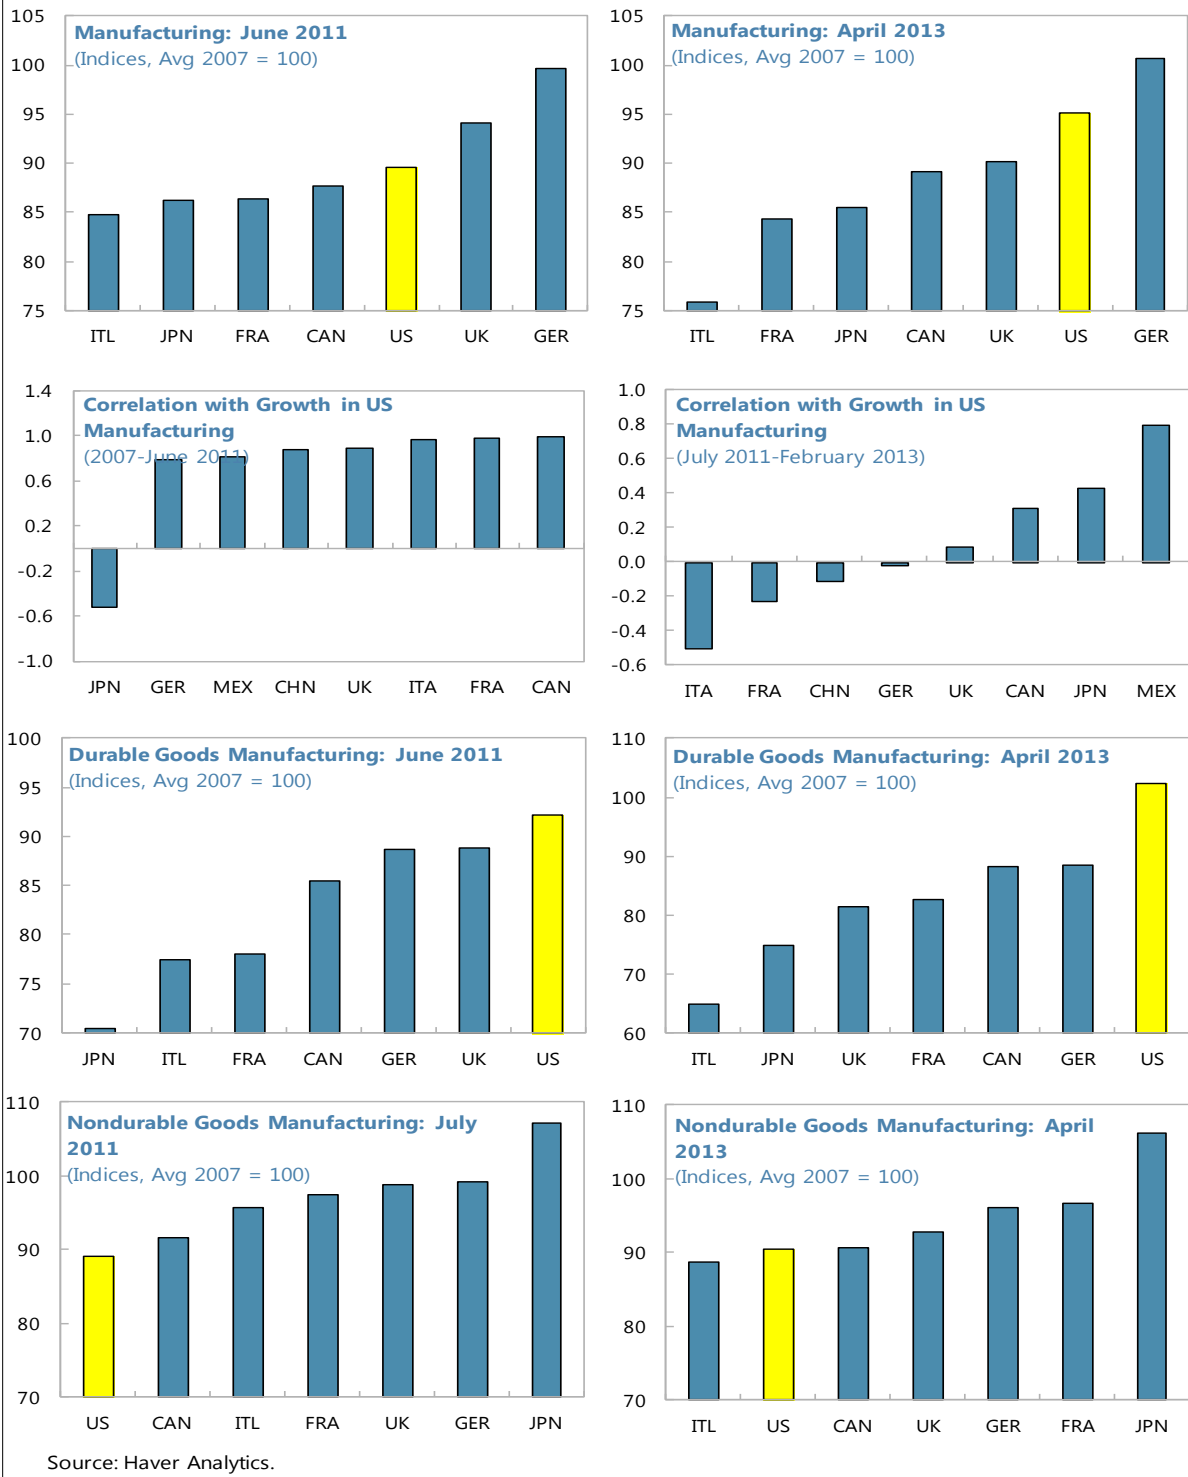 Manufacturing: June 2011
(Indices, Avg 2007 = 100)
105
100
95
90
85
80
75
ITL JPN FRA CAN US UK GER
Manufacturing: April 2013
(Indices, Avg 2007 = 100)
105
100
95
90
85
80
75
ITL FRA JPN CAN UK US GER
Correlation with Growth in US
Manufacturing
(2007-June 2011)
1.4
1.0
0.6
0.2
-0.2
-0.6
-1.0
JPN GER MEX CHN UK ITA FRA CAN
Correlation with Growth in US
Manufacturing
(July 2011-February 2013)
1.0
0.8
0.6
0.4
0.2
0.0
-0.2
-0.4
-0.6
ITA FRA CHN GER UK CAN JPN MEX
Durable Goods Manufacturing: June 2011
(Indices, Avg 2007 = 100)
100
95
90
85
80
75
70
JPN ITL FRA CAN GER UK US
Durable Goods Manufacturing: April 2013
(Indices, Avg 2007 = 100)
110
100
90
80
70
60
ITL JPN UK FRA CAN GER US
Nondurable Goods Manufacturing: July
2011
(Indices, Avg 2007 = 100)
110
100
90
80
70
US CAN ITL FRA UK GER JPN
Nondurable Goods Manufacturing: April
2013
(Indices, Avg 2007 = 100)
110
100
90
80
70
ITL US CAN UK GER FRA JPN
Source: Haver Analytics.